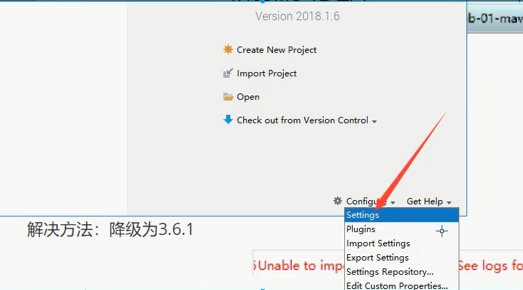 Version 2018.1.6
b-01-mav
Create New Project
Import Project
Open
Check out from Version Control
Configure
Get Help
Settings
Plugins
Import Settings
Export Settings
Settings Repository...
Edit Custom Properties...
解决方法：降级为3.6.1
Unable to impo
See logs fo